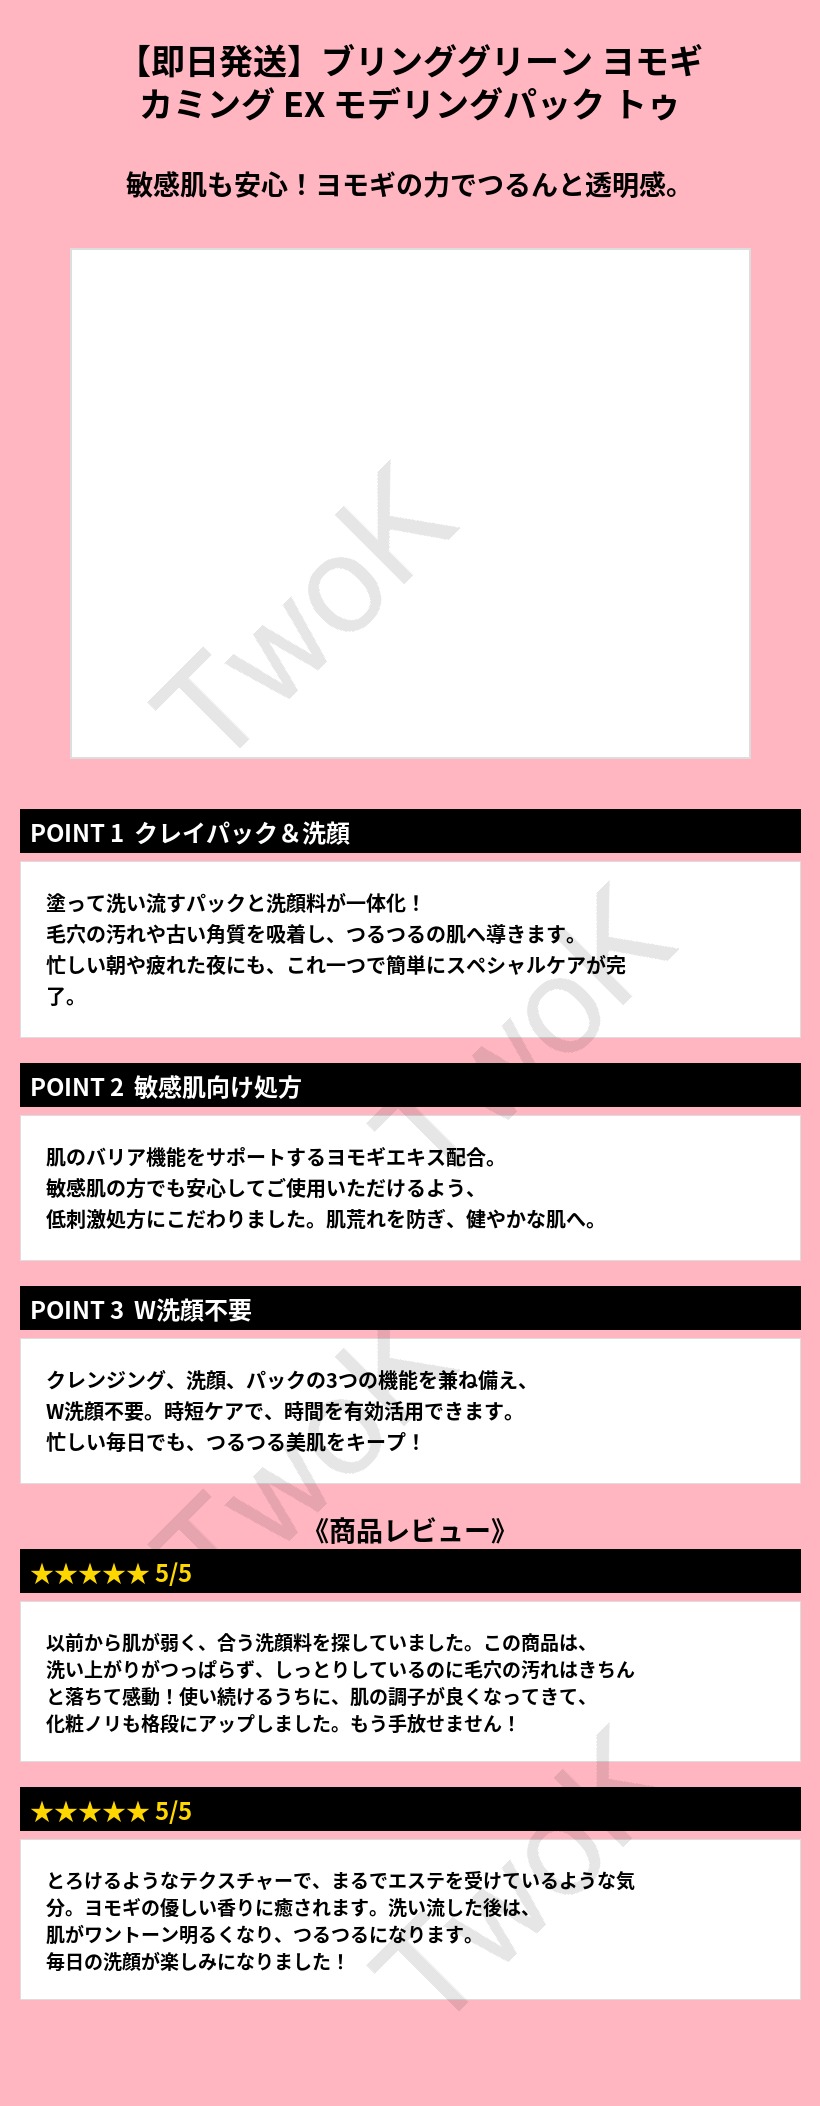 【即日発送】ブリンググリーン ヨモギ
カミング EX モデリングパック トゥ
敏感肌も安心！ヨモギの力でつるんと透明感。
TwoK
POINT 1 クレイパック＆洗顔
塗って洗い流すパックと洗顔料が一体化！
毛穴の汚れや古い角質を吸着し、つるつるの肌へ導きます。
忙しい朝や疲れた夜にも、これ一つで簡単にスペシャルケアが完
了。
TwoK
POINT 2 敏感肌向け処方
肌のバリア機能をサポートするヨモギエキス配合。
敏感肌の方でも安心してご使用いただけるよう、
低刺激処方にこだわりました。肌荒れを防ぎ、健やかな肌へ。
POINT 3 W洗顔不要
クレンジング、洗顔、パックの3つの機能を兼ね備え、
W洗顔不要。時短ケアで、時間を有効活用できます。
忙しい毎日でも、つるつる美肌をキープ！
TwoK
《商品レビュー》
★★★★★ 5/5
以前から肌が弱く、合う洗顔料を探していました。この商品は、
洗い上がりがつっぱらず、しっとりしているのに毛穴の汚れはきちん
と落ちて感動！使い続けるうちに、肌の調子が良くなってきて、
化粧ノリも格段にアップしました。もう手放せません！
★★★★★ 5/5
とろけるようなテクスチャーで、まるでエステを受けているような気
分。ヨモギの優しい香りに癒されます。洗い流した後は、
肌がワントーン明るくなり、つるつるになります。
毎日の洗顔が楽しみになりました！
TwoK